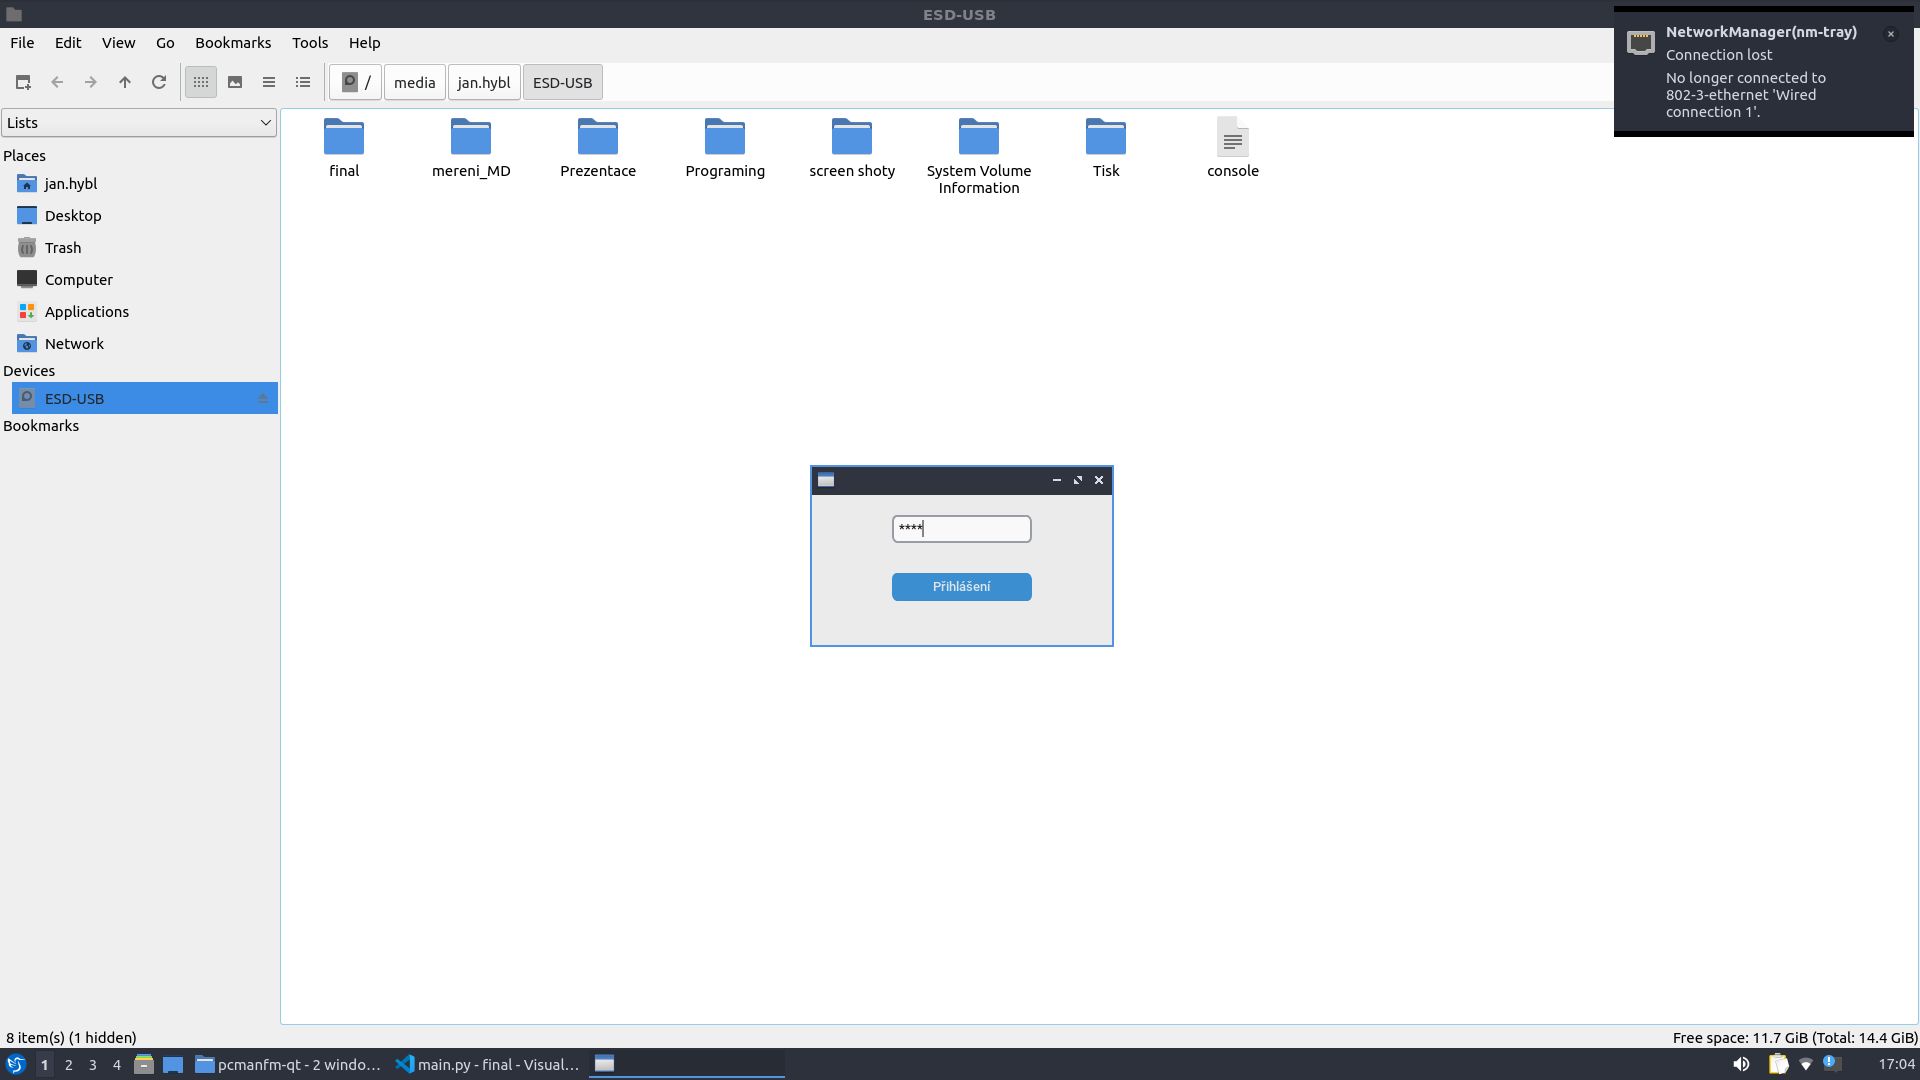 ESD-USB
File Edit View Go Bookmarks Tools Help
NetworkManager(nm-tray)
Connection lost
No longer connected to
802-3-ethernet 'Wired
connection 1'.
/ media jan.hybl ESD-USB
Lists
Places
jan.hybl
Desktop
Trash
Computer
Applications
Network
Devices
ESD-USB
Bookmarks
final
mereni_MD
Prezentace
Programing
screen shoty
System Volume
Information
Tisk
console
****
Přihlášení
8 item(s) (1 hidden)
Free space: 11.7 GiB (Total: 14.4 GiB)
1 2 3 4 pcmanfm-qt - 2 windo… main.py - final - Visual… 17:04